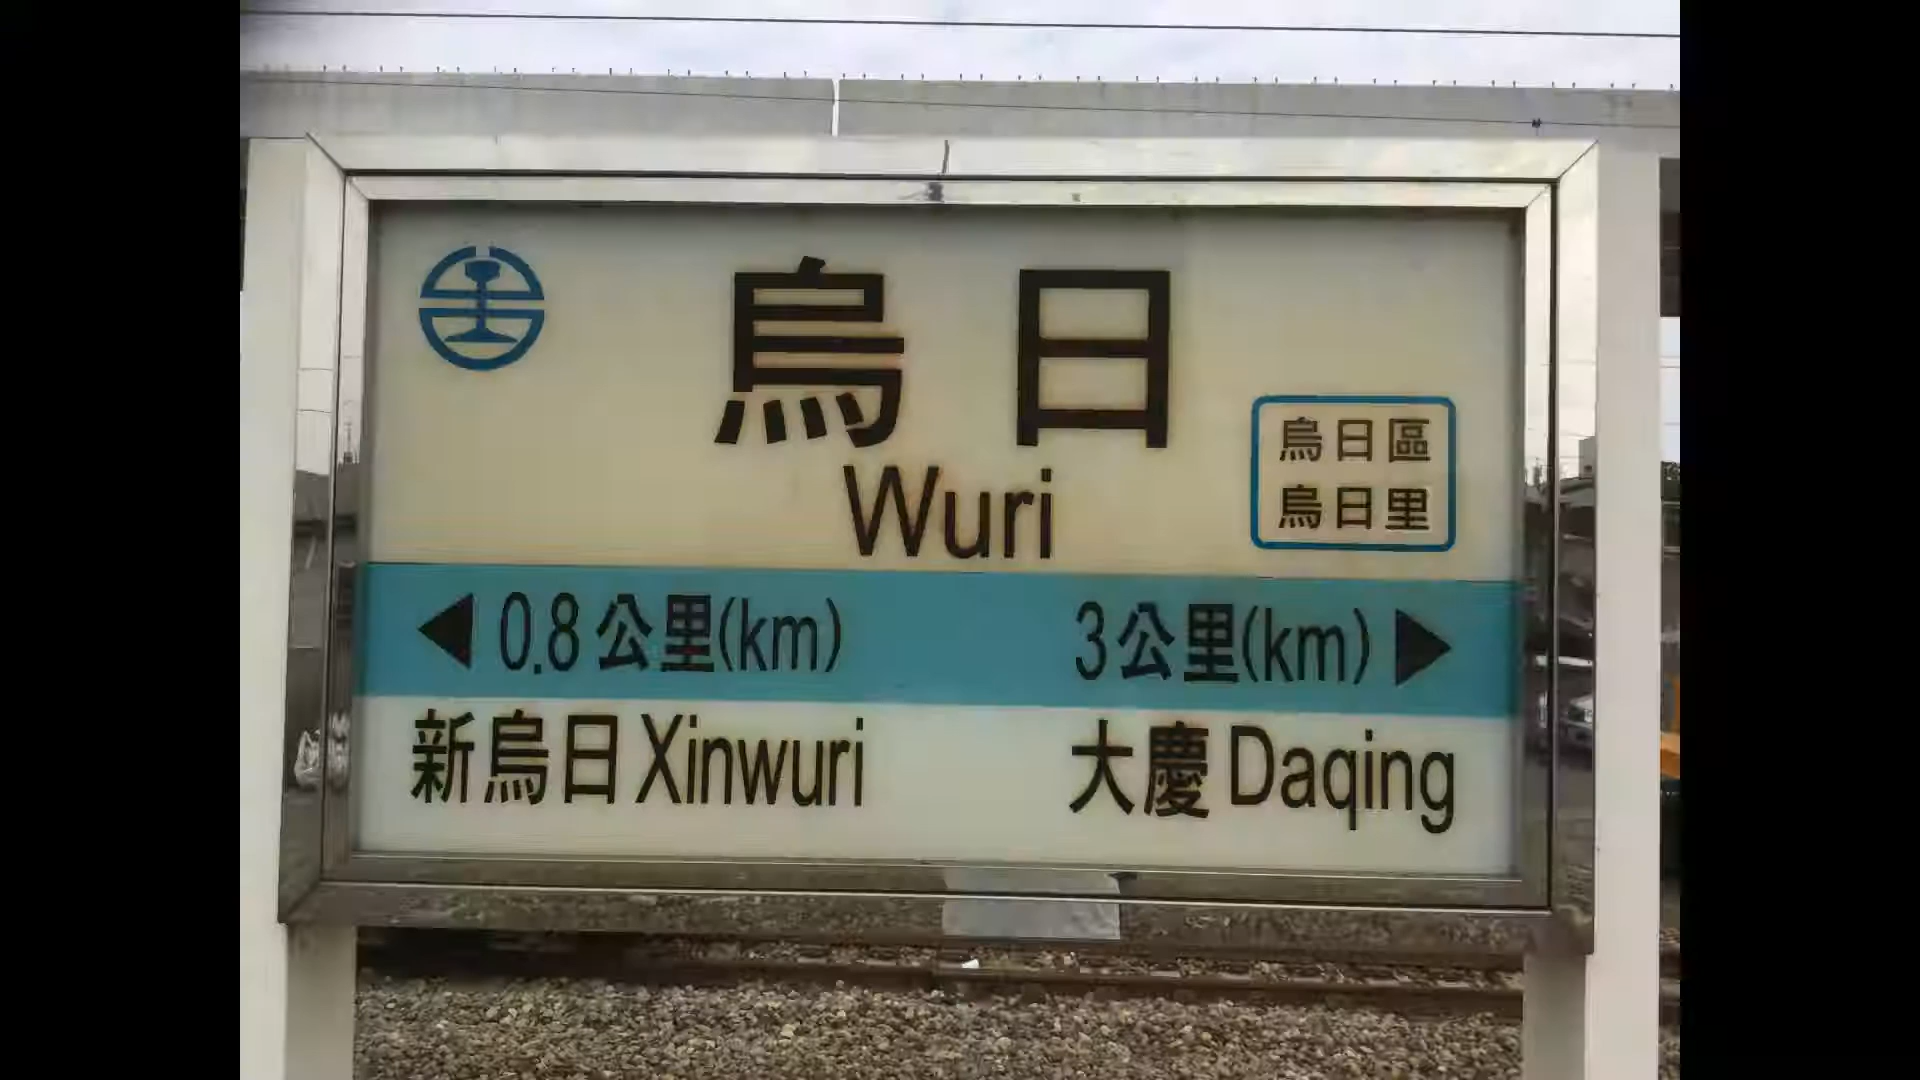 烏日
Wuri
烏日區
烏日里
◀ 0.8公里(km)
3公里(km) ▶
新烏日 Xinwuri
大慶 Daqing